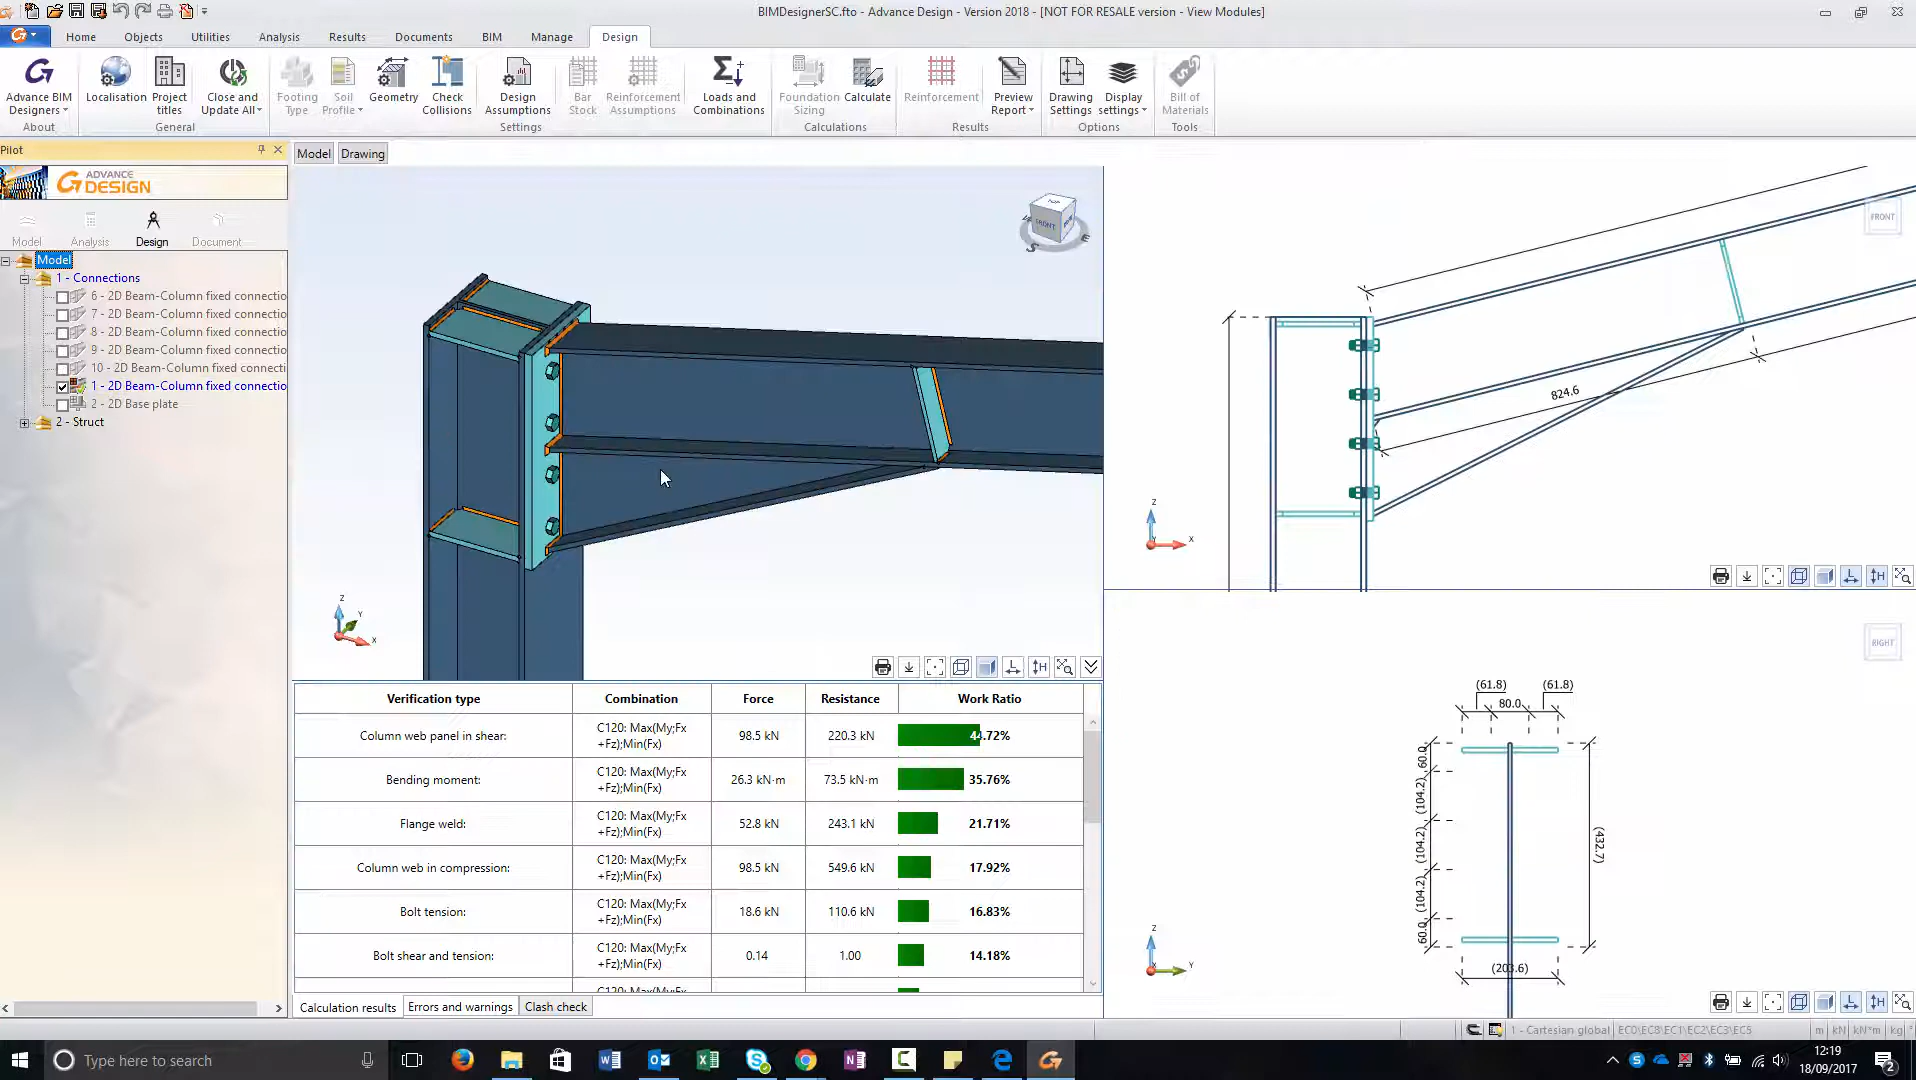 BIMDesignerSC.fto - Advance Design - Version 2018 - [NOT FOR RESALE version - View Modules]
Home Objects Utilities Analysis Results Documents BIM Manage Design
Advance BIM Designers
Localisation
Project titles
Close and Update All
Footing Type
Soil Profile
Geometry
Check Collisions
Design Assumptions
Bar Stock
Reinforcement Assumptions
Loads and Combinations
Foundation Sizing
Calculate
Reinforcement
Preview Report
Drawing Settings
Display settings
Bill of Materials
About General Settings Calculations Results Options Tools
Pilot
Model Drawing
ADVANCE
DESIGN
Model Analysis Design Document
Model
1 - Connections
6 - 2D Beam-Column fixed connectio
7 - 2D Beam-Column fixed connectio
8 - 2D Beam-Column fixed connectio
9 - 2D Beam-Column fixed connectio
10 - 2D Beam-Column fixed connectio
1 - 2D Beam-Column fixed connectio
2 - 2D Base plate
2 - Struct
TOP
FRONT
S
E
Z
Y
X
FRONT
824.6
Z
X
RIGHT
(61.8) (61.8)
80.0
60.0
(104.2)
(104.2)
(104.2)
60.0
(432.7)
(203.6)
Z
Y
Verification type Combination Force Resistance Work Ratio
Column web panel in shear: C120: Max(My;Fx +Fz);Min(Fx) 98.5 kN 220.3 kN 44.72%
Bending moment: C120: Max(My;Fx +Fz);Min(Fx) 26.3 kN·m 73.5 kN·m 35.76%
Flange weld: C120: Max(My;Fx +Fz);Min(Fx) 52.8 kN 243.1 kN 21.71%
Column web in compression: C120: Max(My;Fx +Fz);Min(Fx) 98.5 kN 549.6 kN 17.92%
Bolt tension: C120: Max(My;Fx +Fz);Min(Fx) 18.6 kN 110.6 kN 16.83%
Bolt shear and tension: C120: Max(My;Fx +Fz);Min(Fx) 0.14 1.00 14.18%
C120: Max(My;Fx
Calculation results Errors and warnings Clash check
1 - Cartesian global EC0\EC8\EC1\EC2\EC3\EC5 m kN kN*m kg
Type here to search
12:19
18/09/2017
2